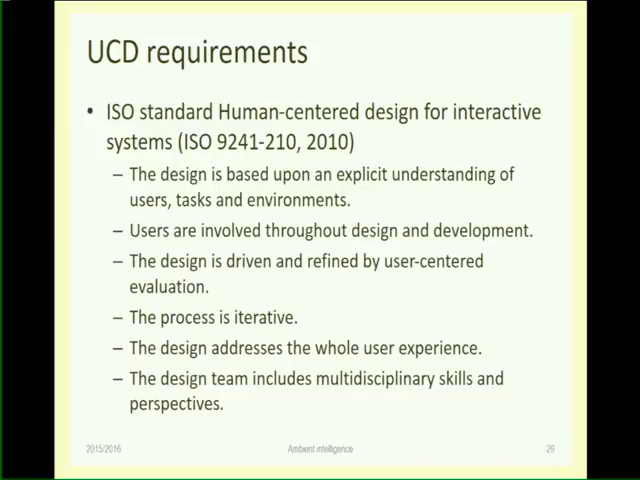 UCD requirements
• ISO standard Human-centered design for interactive
systems (ISO 9241-210, 2010)
– The design is based upon an explicit understanding of
users, tasks and environments.
– Users are involved throughout design and development.
– The design is driven and refined by user-centered
evaluation.
– The process is iterative.
– The design addresses the whole user experience.
– The design team includes multidisciplinary skills and
perspectives.
2015/2016 Ambient intelligence 29